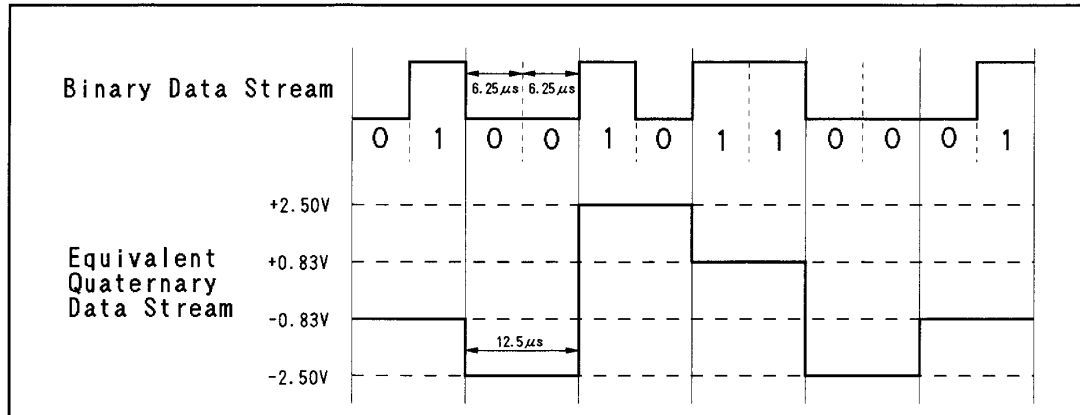 Binary Data Stream
6.25μs 6.25μs
0 1 0 0 1 0 1 1 0 0 0 1
+2.50V
Equivalent
Quaternary
Data Stream
+0.83V
-0.83V
12.5μs
-2.50V